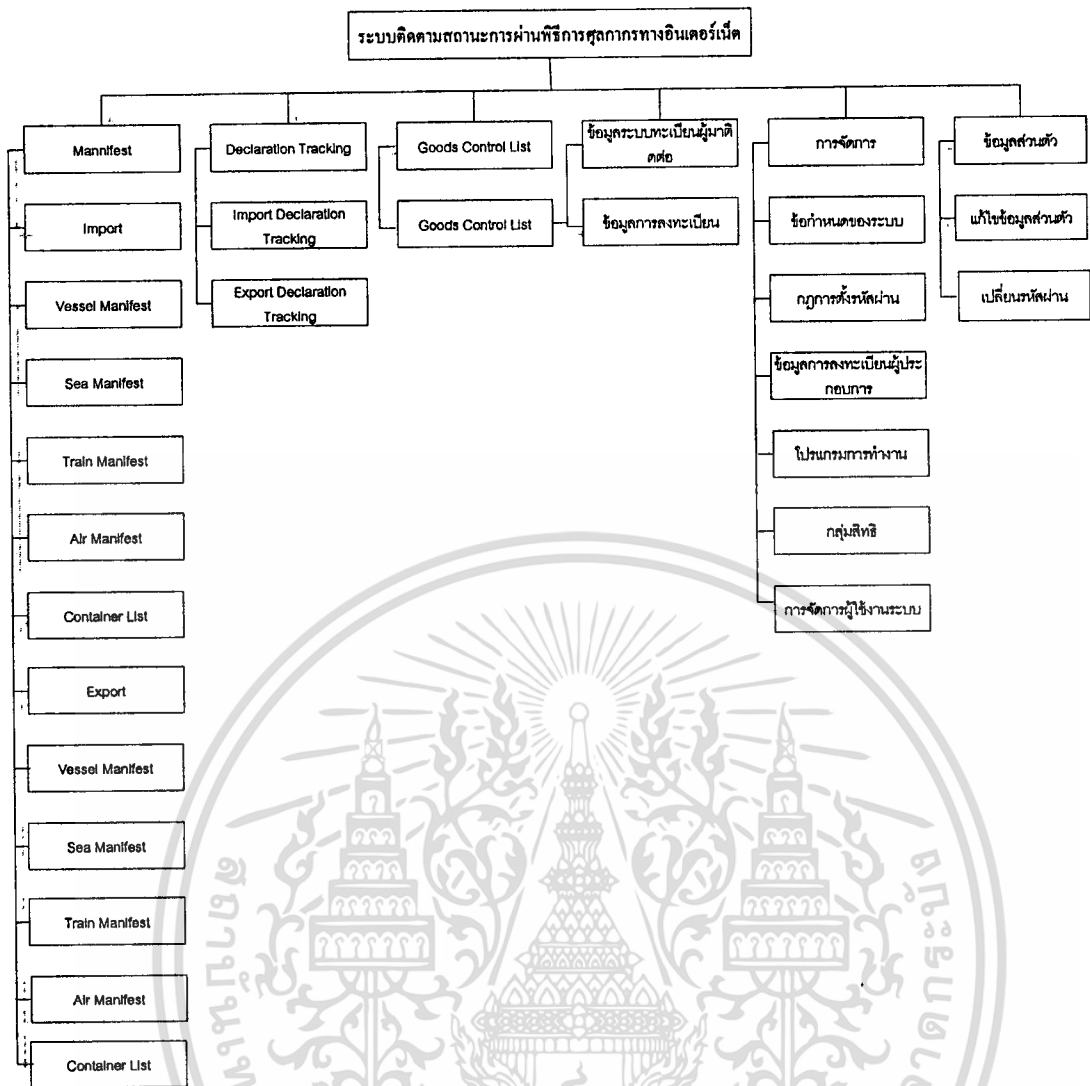 ระบบติดตามสถานะการผ่านพิธีการศุลกากรทางอินเตอร์เน็ต
Mannifest
Import
Vessel Manifest
Sea Manifest
Train Manifest
Air Manifest
Container List
Export
Vessel Manifest
Sea Manifest
Train Manifest
Air Manifest
Container List
Declaration Tracking
Import Declaration
Tracking
Export Declaration
Tracking
Goods Control List
Goods Control List
ข้อมูลระบบทะเบียนผู้มาติ
ดต่อ
ข้อมูลการลงทะเบียน
การจัดการ
ข้อกำหนดของระบบ
กฎการตั้งรหัสผ่าน
ข้อมูลการลงทะเบียนผู้ประ
กอบการ
โปรแกรมการทำงาน
กลุ่มสิทธิ
การจัดการผู้ใช้งานระบบ
ข้อมูลส่วนตัว
แก้ไขข้อมูลส่วนตัว
เปลี่ยนรหัสผ่าน